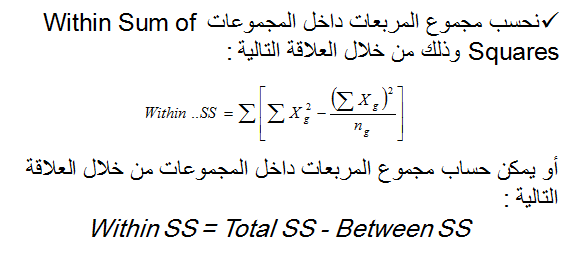 ✓نحسب مجموع المربعات داخل المجموعات Within Sum of
Squares وذلك من خلال العلاقة التالية :
Within ..SS = ∑[∑X_g^2 − (∑X_g)^2 / n_g]
أو يمكن حساب مجموع المربعات داخل المجموعات من خلال العلاقة
التالية :
Within SS = Total SS - Between SS